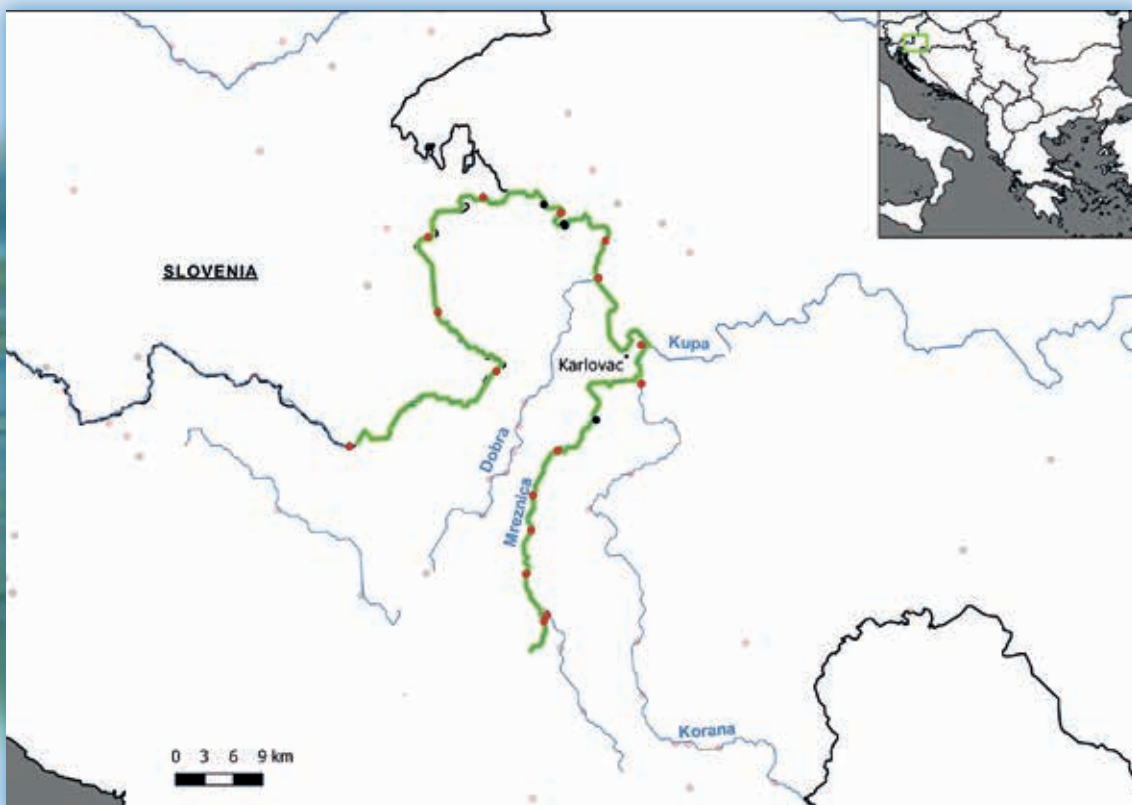 SLOVENIA
Kupa
Karlovac
Dobra
Mreznica
Korana
0 3 6 9 km